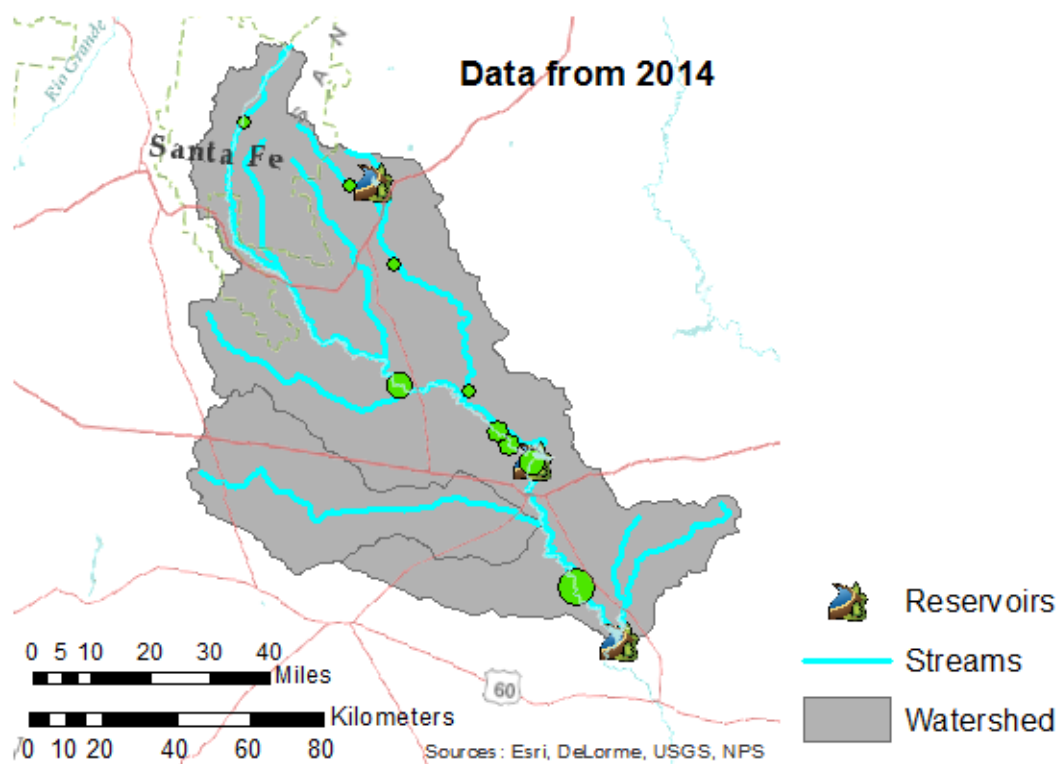 Rio Grande
S A N
Data from 2014
Santa Fe
0 5 10 20 30 40
Miles
Kilometers
0 10 20 40 60 80
60
Sources: Esri, DeLorme, USGS, NPS
Reservoirs
Streams
Watershed